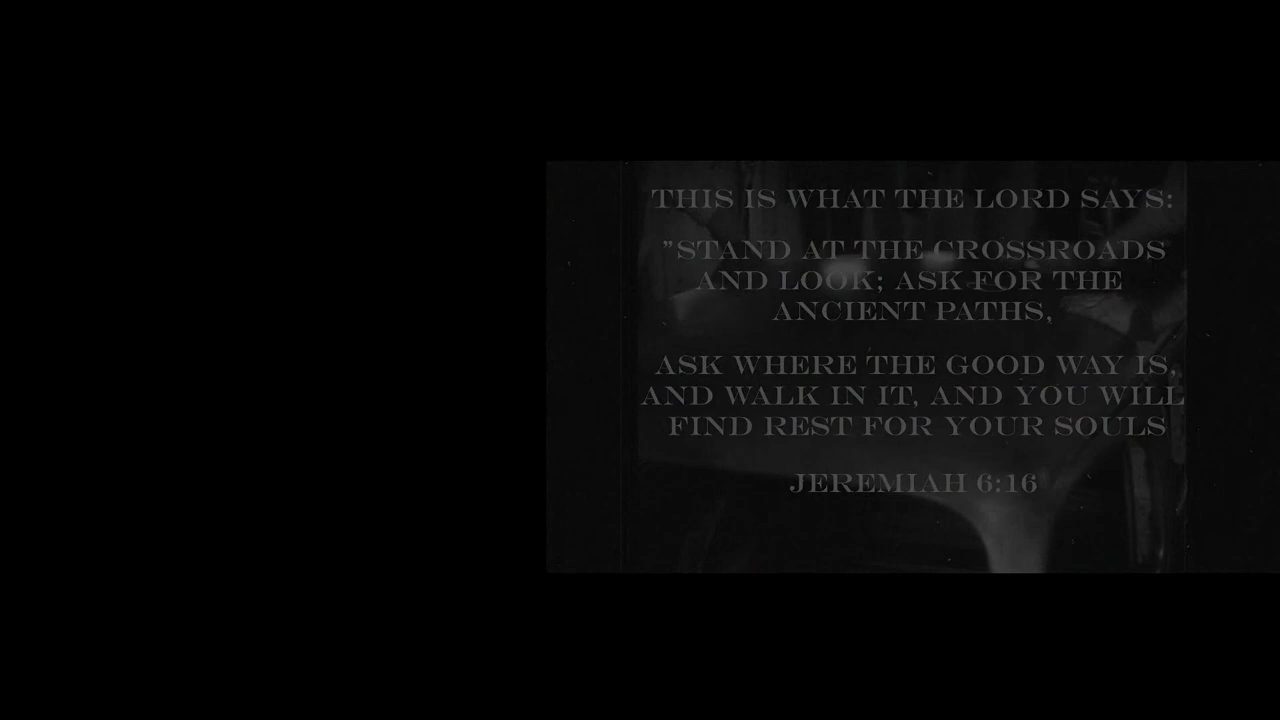 THIS IS WHAT THE LORD SAYS:
"STAND AT THE CROSSROADS
AND LOOK; ASK FOR THE
ANCIENT PATHS,
ASK WHERE THE GOOD WAY IS,
AND WALK IN IT, AND YOU WILL
FIND REST FOR YOUR SOULS
JEREMIAH 6:16